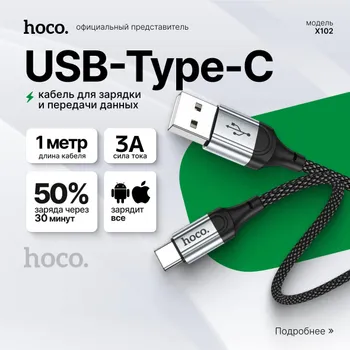 hoco.
официальный представитель
модель
X102
USB-Type-C
кабель для зарядки
и передачи данных
1 метр
длина кабеля
3А
сила тока
50%
заряда через
30 минут
зарядит
все
hoco.
hoco.
Подробнее »